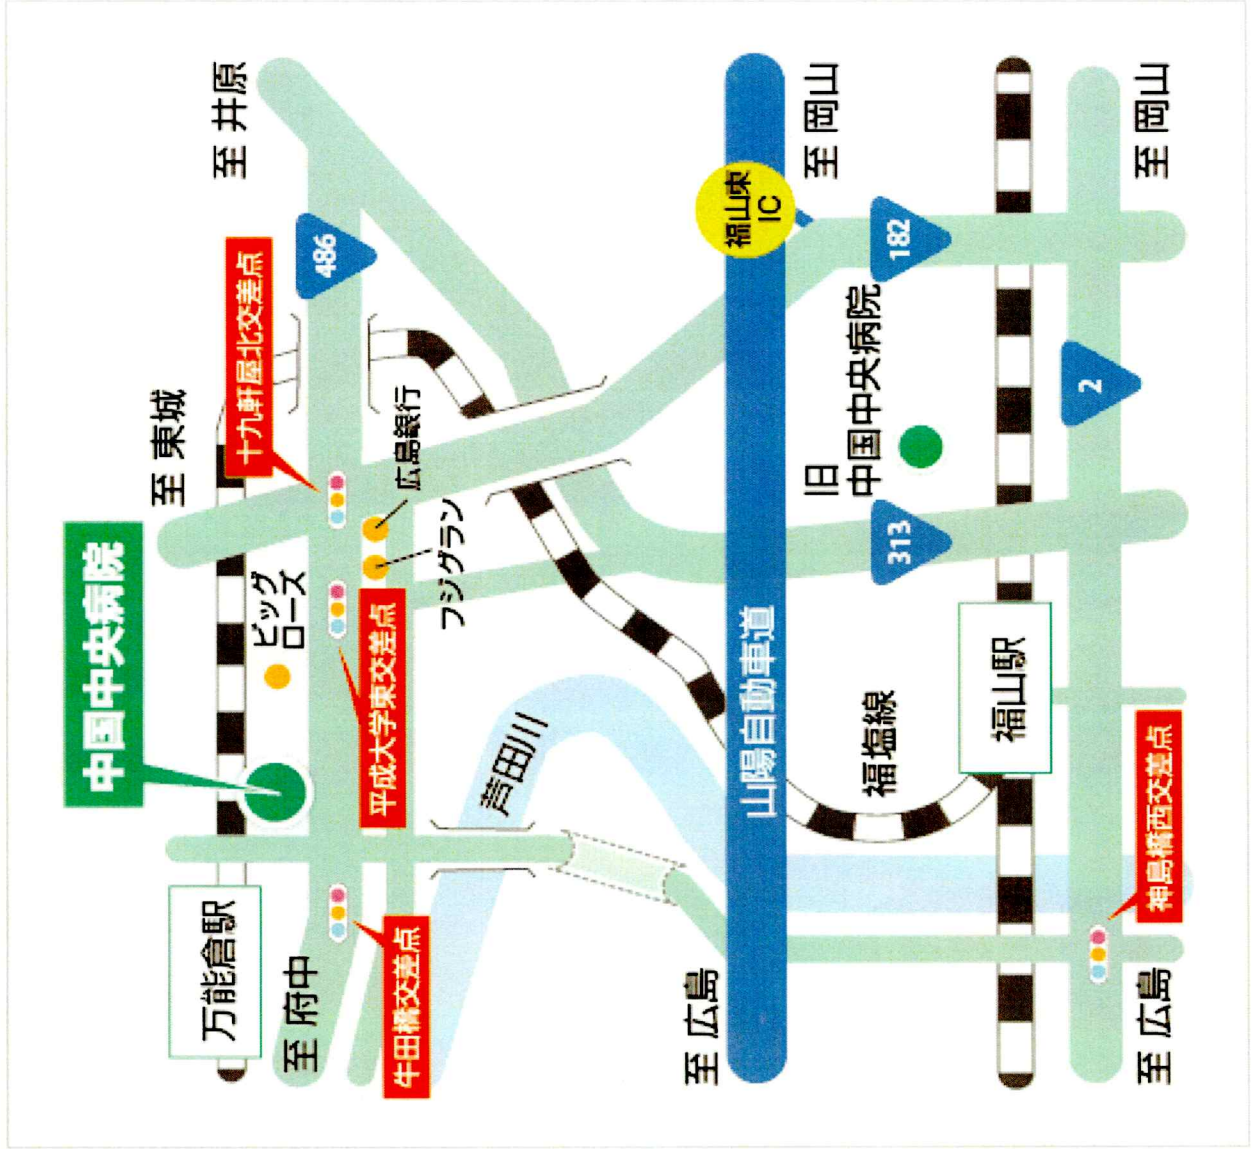 中国中央病院
至 東城
万能倉駅
至 井原
十九軒屋北交差点
ビッグ
ローズ
至 府中
486
平成大学東交差点
牛田橋交差点
広島銀行
フジグラン
芦田川
至 広島
山陽自動車道
福山東
IC
至 岡山
旧
中国中央病院
福塩線
313
182
福山駅
2
神島橋西交差点
至 広島
至 岡山